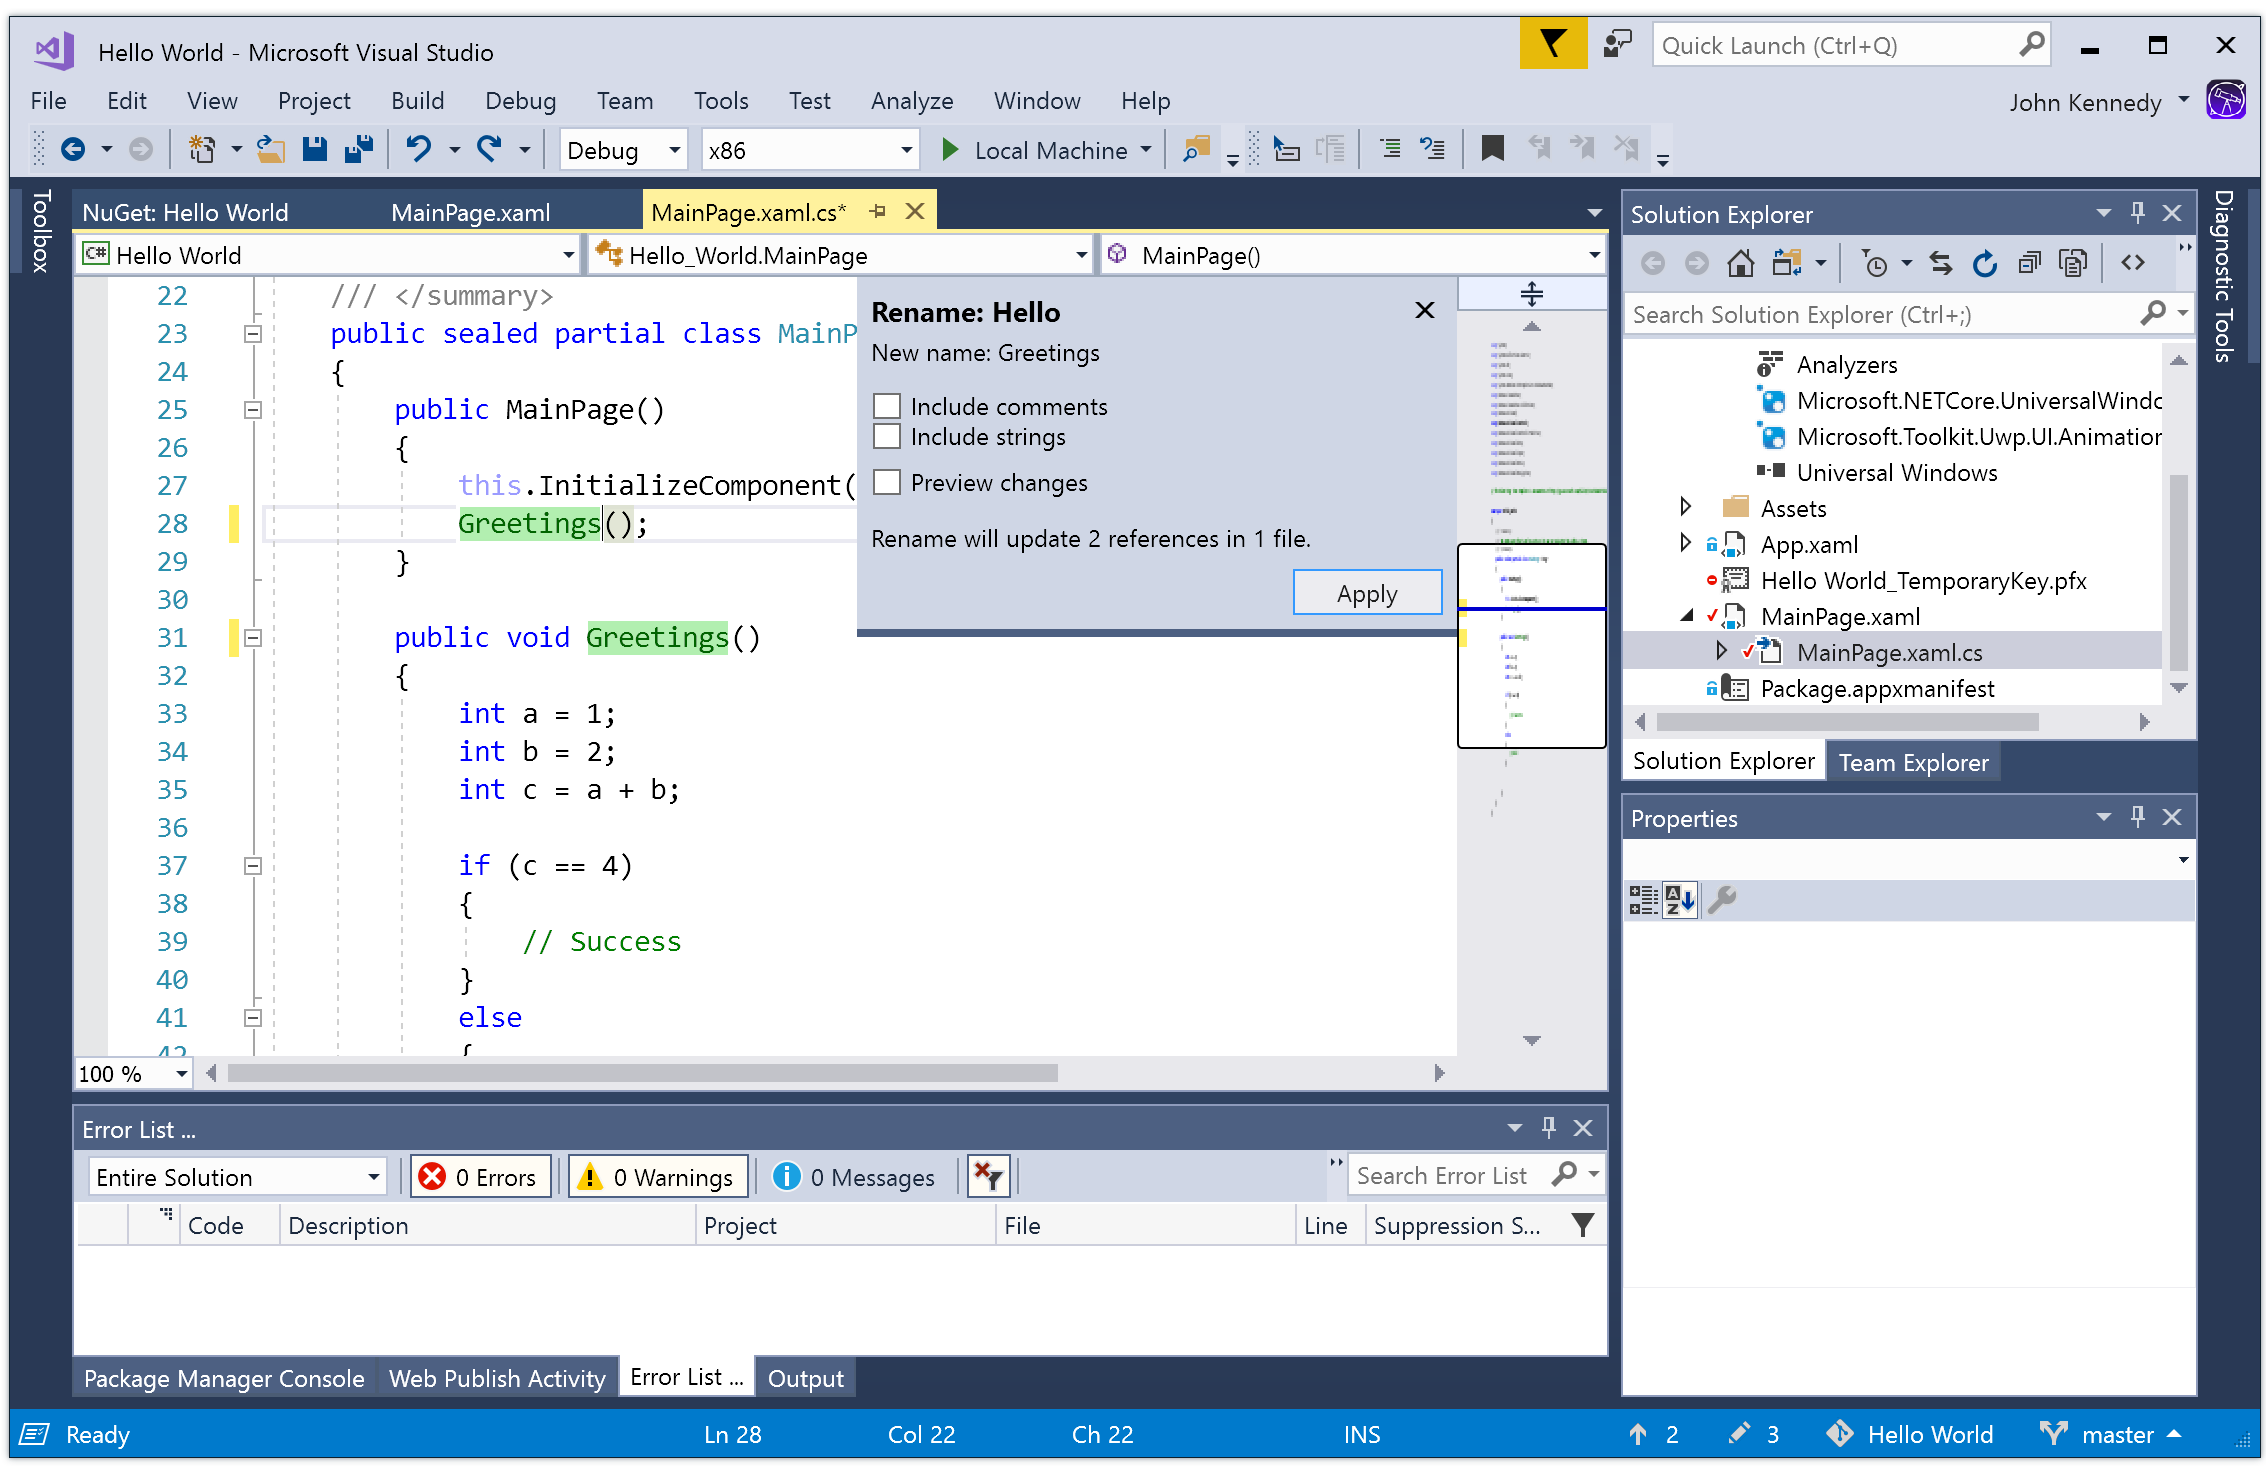 Hello World - Microsoft Visual Studio
Quick Launch (Ctrl+Q)
File Edit View Project Build Debug Team Tools Test Analyze Window Help
John Kennedy
Debug x86 Local Machine
Toolbox
NuGet: Hello World MainPage.xaml MainPage.xaml.cs*
C# Hello World Hello_World.MainPage MainPage()
22 /// </summary>
23 public sealed partial class MainP
24 {
25 public MainPage()
26 {
27 this.InitializeComponent(
28 Greetings();
29 }
30
31 public void Greetings()
32 {
33 int a = 1;
34 int b = 2;
35 int c = a + b;
36
37 if (c == 4)
38 {
39 // Success
40 }
41 else
42 {
100 %
Rename: Hello
New name: Greetings
Include comments
Include strings
Preview changes
Rename will update 2 references in 1 file.
Apply
Solution Explorer
Search Solution Explorer (Ctrl+;)
Analyzers
Microsoft.NETCore.UniversalWindo
Microsoft.Toolkit.Uwp.UI.Animation
Universal Windows
Assets
App.xaml
Hello World_TemporaryKey.pfx
MainPage.xaml
MainPage.xaml.cs
Package.appxmanifest
Solution Explorer Team Explorer
Diagnostic Tools
Properties
Error List ...
Entire Solution 0 Errors 0 Warnings 0 Messages Search Error List
Code Description Project File Line Suppression S...
Package Manager Console Web Publish Activity Error List ... Output
Ready Ln 28 Col 22 Ch 22 INS 2 3 Hello World master